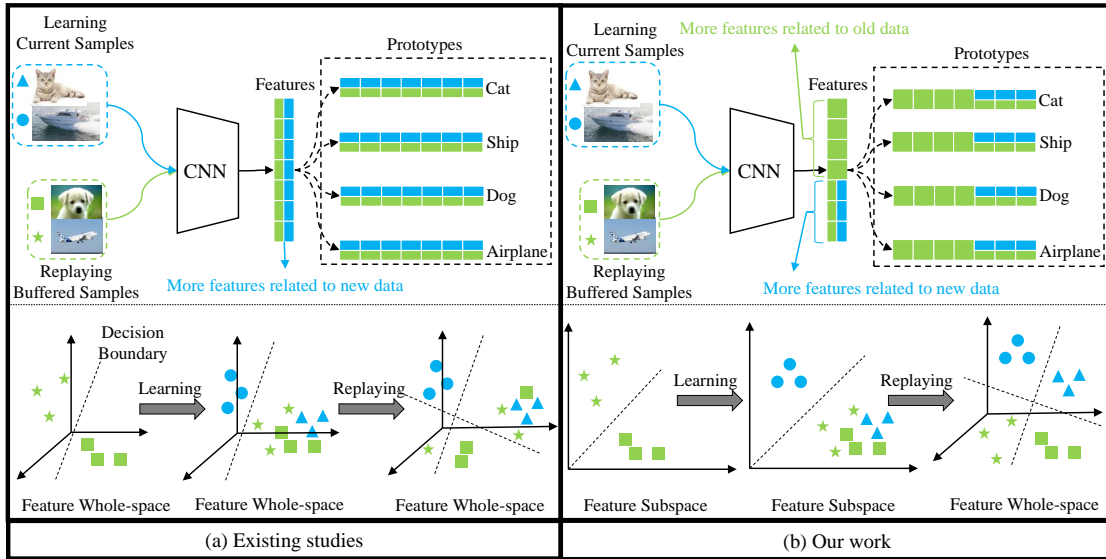 Learning
Current Samples
Features
Prototypes
Cat
Ship
CNN
Dog
Airplane
Replaying
Buffered Samples
More features related to new data
Decision
Boundary
Learning
Replaying
Feature Whole-space
Feature Whole-space
Feature Whole-space
(a) Existing studies
Learning
Current Samples
More features related to old data
Features
Prototypes
Cat
Ship
CNN
Dog
Airplane
Replaying
Buffered Samples
More features related to new data
Learning
Replaying
Feature Subspace
Feature Subspace
Feature Whole-space
(b) Our work